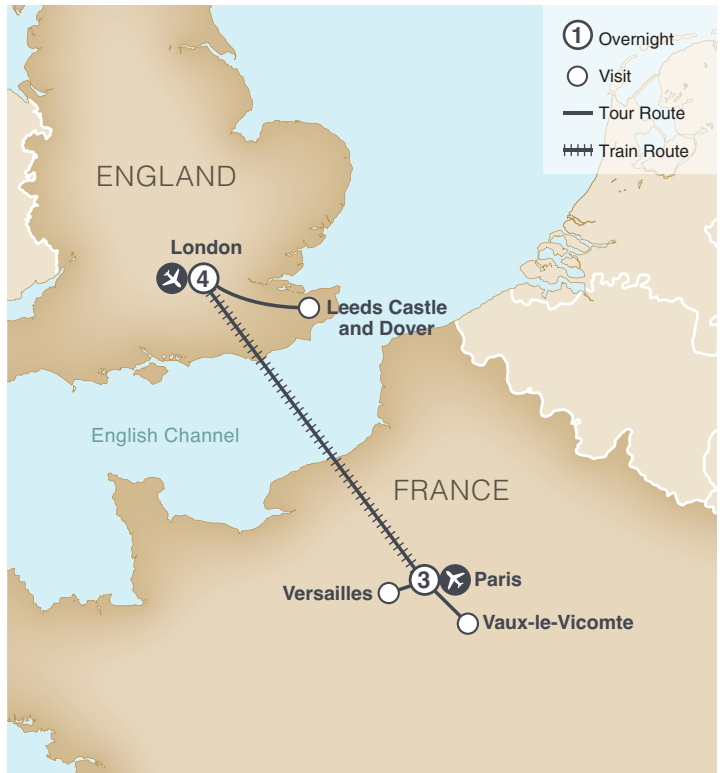 1 Overnight
Visit
Tour Route
Train Route
ENGLAND
London
4
Leeds Castle
and Dover
English Channel
FRANCE
3 Paris
Versailles
Vaux-le-Vicomte